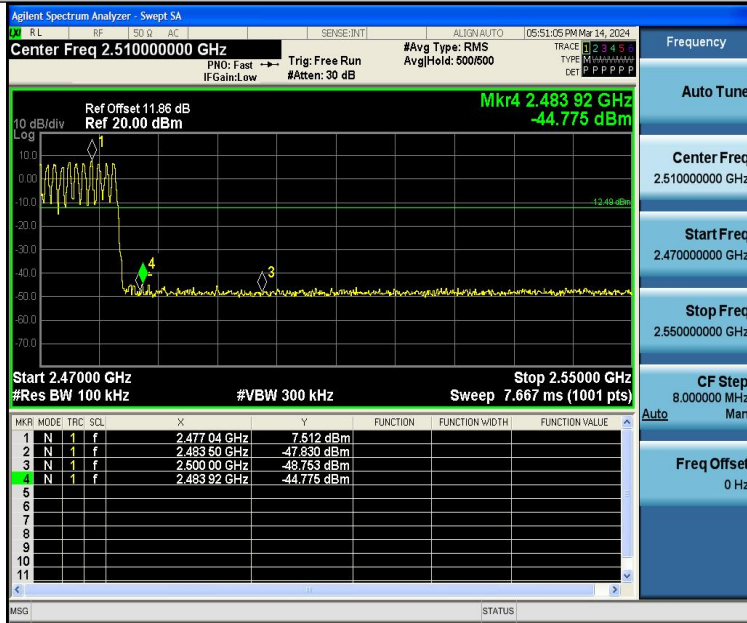 Agilent Spectrum Analyzer - Swept SA
LXI RL RF 50 Ω AC SENSE:INT ALIGN AUTO 05:51:05 PM Mar 14, 2024
Center Freq 2.510000000 GHz #Avg Type: RMS TRACE 1 2 3 4 5 6
PNO: Fast Trig: Free Run Avg|Hold: 500/500 TYPE M
IFGain:Low #Atten: 30 dB DET P P P P P P
Frequency
Auto Tune
Ref Offset 11.86 dB Mkr4 2.483 92 GHz
10 dB/div Ref 20.00 dBm -44.775 dBm
Log
1
10.0
0.00
-10.0
-12.49 dBm
-20.0
-30.0
-40.0
4
3
-50.0
-60.0
-70.0
Start 2.47000 GHz Stop 2.55000 GHz
#Res BW 100 kHz #VBW 300 kHz Sweep 7.667 ms (1001 pts)
Center Freq
2.510000000 GHz
Start Freq
2.470000000 GHz
Stop Freq
2.550000000 GHz
CF Step
8.000000 MHz
Auto Man
Freq Offset
0 Hz
MKR MODE TRC SCL X Y FUNCTION FUNCTION WIDTH FUNCTION VALUE
1 N 1 f 2.477 04 GHz 7.512 dBm
2 N 1 f 2.483 50 GHz -47.830 dBm
3 N 1 f 2.500 00 GHz -48.753 dBm
4 N 1 f 2.483 92 GHz -44.775 dBm
5
6
7
8
9
10
11
MSG STATUS